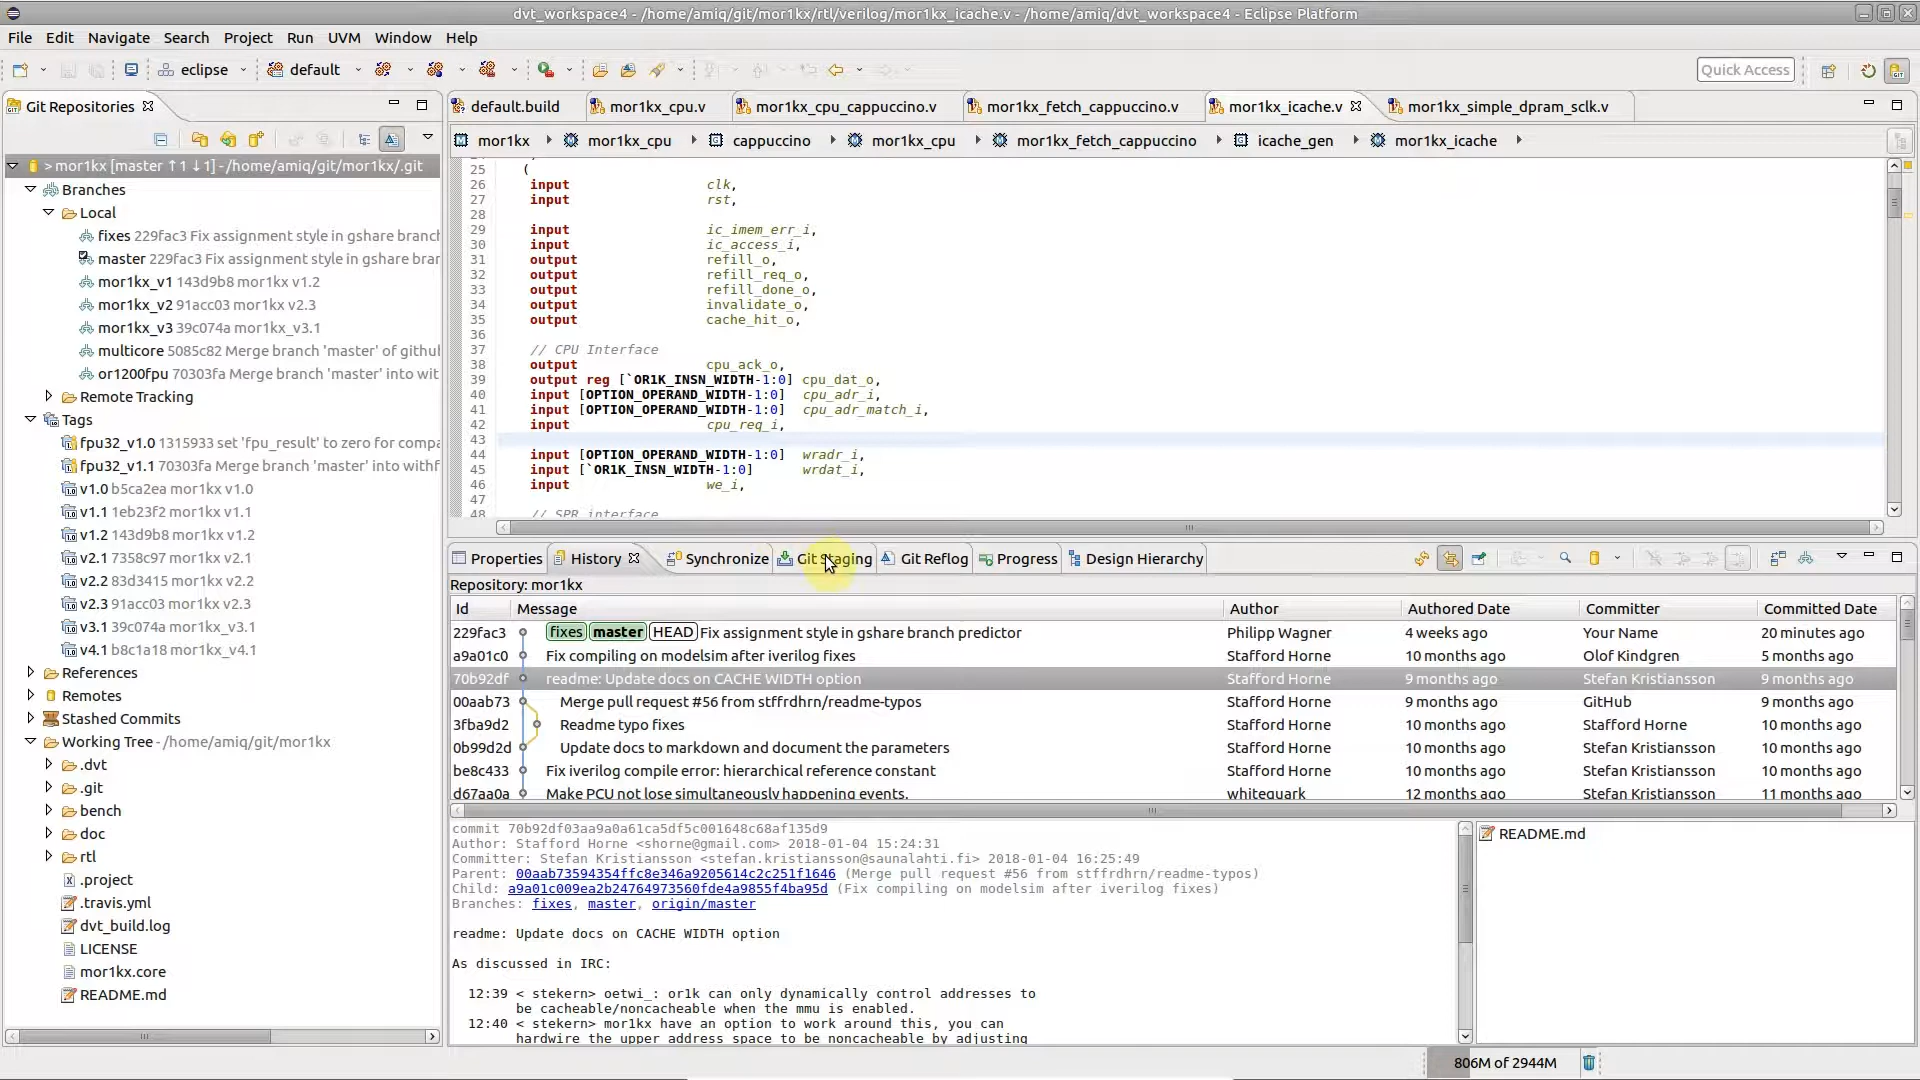 dvt_workspace4 - /home/amiq/git/mor1kx/rtl/verilog/mor1kx_icache.v - /home/amiq/dvt_workspace4 - Eclipse Platform
File Edit Navigate Search Project Run UVM Window Help
eclipse default Quick Access
Git Repositories
> mor1kx [master ↑1 ↓1] - /home/amiq/git/mor1kx/.git
Branches
Local
fixes 229fac3 Fix assignment style in gshare branch
master 229fac3 Fix assignment style in gshare bran
mor1kx_v1 143d9b8 mor1kx v1.2
mor1kx_v2 91acc03 mor1kx v2.3
mor1kx_v3 39c074a mor1kx_v3.1
multicore 5085c82 Merge branch 'master' of githu
or1200fpu 70303fa Merge branch 'master' into wit
Remote Tracking
Tags
fpu32_v1.0 1315933 set 'fpu_result' to zero for compa
fpu32_v1.1 70303fa Merge branch 'master' into withf
v1.0 b5ca2ea mor1kx v1.0
v1.1 1eb23f2 mor1kx v1.1
v1.2 143d9b8 mor1kx v1.2
v2.1 7358c97 mor1kx v2.1
v2.2 83d3415 mor1kx v2.2
v2.3 91acc03 mor1kx v2.3
v3.1 39c074a mor1kx_v3.1
v4.1 b8c1a18 mor1kx_v4.1
References
Remotes
Stashed Commits
Working Tree - /home/amiq/git/mor1kx
.dvt
.git
bench
doc
rtl
.project
.travis.yml
dvt_build.log
LICENSE
mor1kx.core
README.md
default.build mor1kx_cpu.v mor1kx_cpu_cappuccino.v mor1kx_fetch_cappuccino.v mor1kx_icache.v mor1kx_simple_dpram_sclk.v
mor1kx mor1kx_cpu cappuccino mor1kx_cpu mor1kx_fetch_cappuccino icache_gen mor1kx_icache
25 (
26 input clk,
27 input rst,
28
29 input ic_imem_err_i,
30 input ic_access_i,
31 output refill_o,
32 output refill_req_o,
33 output refill_done_o,
34 output invalidate_o,
35 output cache_hit_o,
36
37 // CPU Interface
38 output cpu_ack_o,
39 output reg [`OR1K_INSN_WIDTH-1:0] cpu_dat_o,
40 input [OPTION_OPERAND_WIDTH-1:0] cpu_adr_i,
41 input [OPTION_OPERAND_WIDTH-1:0] cpu_adr_match_i,
42 input cpu_req_i,
43
44 input [OPTION_OPERAND_WIDTH-1:0] wradr_i,
45 input [`OR1K_INSN_WIDTH-1:0] wrdat_i,
46 input we_i,
47
48 // SPR interface
Properties History Synchronize Git Staging Git Reflog Progress Design Hierarchy
Repository: mor1kx
Id Message Author Authored Date Committer Committed Date
229fac3 fixes master HEAD Fix assignment style in gshare branch predictor Philipp Wagner 4 weeks ago Your Name 20 minutes ago
a9a01c0 Fix compiling on modelsim after iverilog fixes Stafford Horne 10 months ago Olof Kindgren 5 months ago
70b92df readme: Update docs on CACHE WIDTH option Stafford Horne 9 months ago Stefan Kristiansson 9 months ago
00aab73 Merge pull request #56 from stffrdhrn/readme-typos Stafford Horne 9 months ago GitHub 9 months ago
3fba9d2 Readme typo fixes Stafford Horne 10 months ago Stafford Horne 10 months ago
0b99d2d Update docs to markdown and document the parameters Stafford Horne 10 months ago Stefan Kristiansson 10 months ago
be8c433 Fix iverilog compile error: hierarchical reference constant Stafford Horne 10 months ago Stefan Kristiansson 10 months ago
d67aa0a Make PCU not lose simultaneously happening events. whitequark 12 months ago Stefan Kristiansson 11 months ago
commit 70b92df03aa9a0a61ca5df5c001648c68af135d9
Author: Stafford Horne <shorne@gmail.com> 2018-01-04 15:24:31
Committer: Stefan Kristiansson <stefan.kristiansson@saunalahti.fi> 2018-01-04 16:25:49
Parent: 00aab73594354ffc8e346a9205614c2c251f1646 (Merge pull request #56 from stffrdhrn/readme-typos)
Child: a9a01c009ea2b24764973560fde4a9855f4ba95d (Fix compiling on modelsim after iverilog fixes)
Branches: fixes, master, origin/master
readme: Update docs on CACHE WIDTH option
As discussed in IRC:
12:39 < stekern> oetwi_: or1k can only dynamically control addresses to
be cacheable/noncacheable when the mmu is enabled.
12:40 < stekern> mor1kx have an option to work around this, you can
hardwire the upper address space to be noncacheable by adjusting
README.md
806M of 2944M